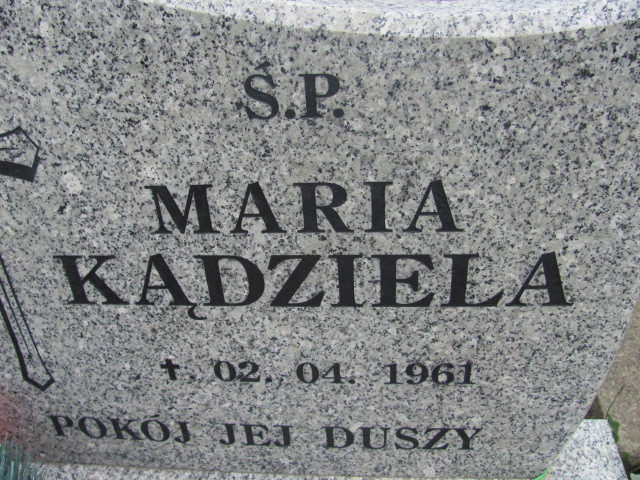 Ś.P.
MARIA
KĄDZIELA
✝ 02. 04. 1961
POKÓJ JEJ DUSZY